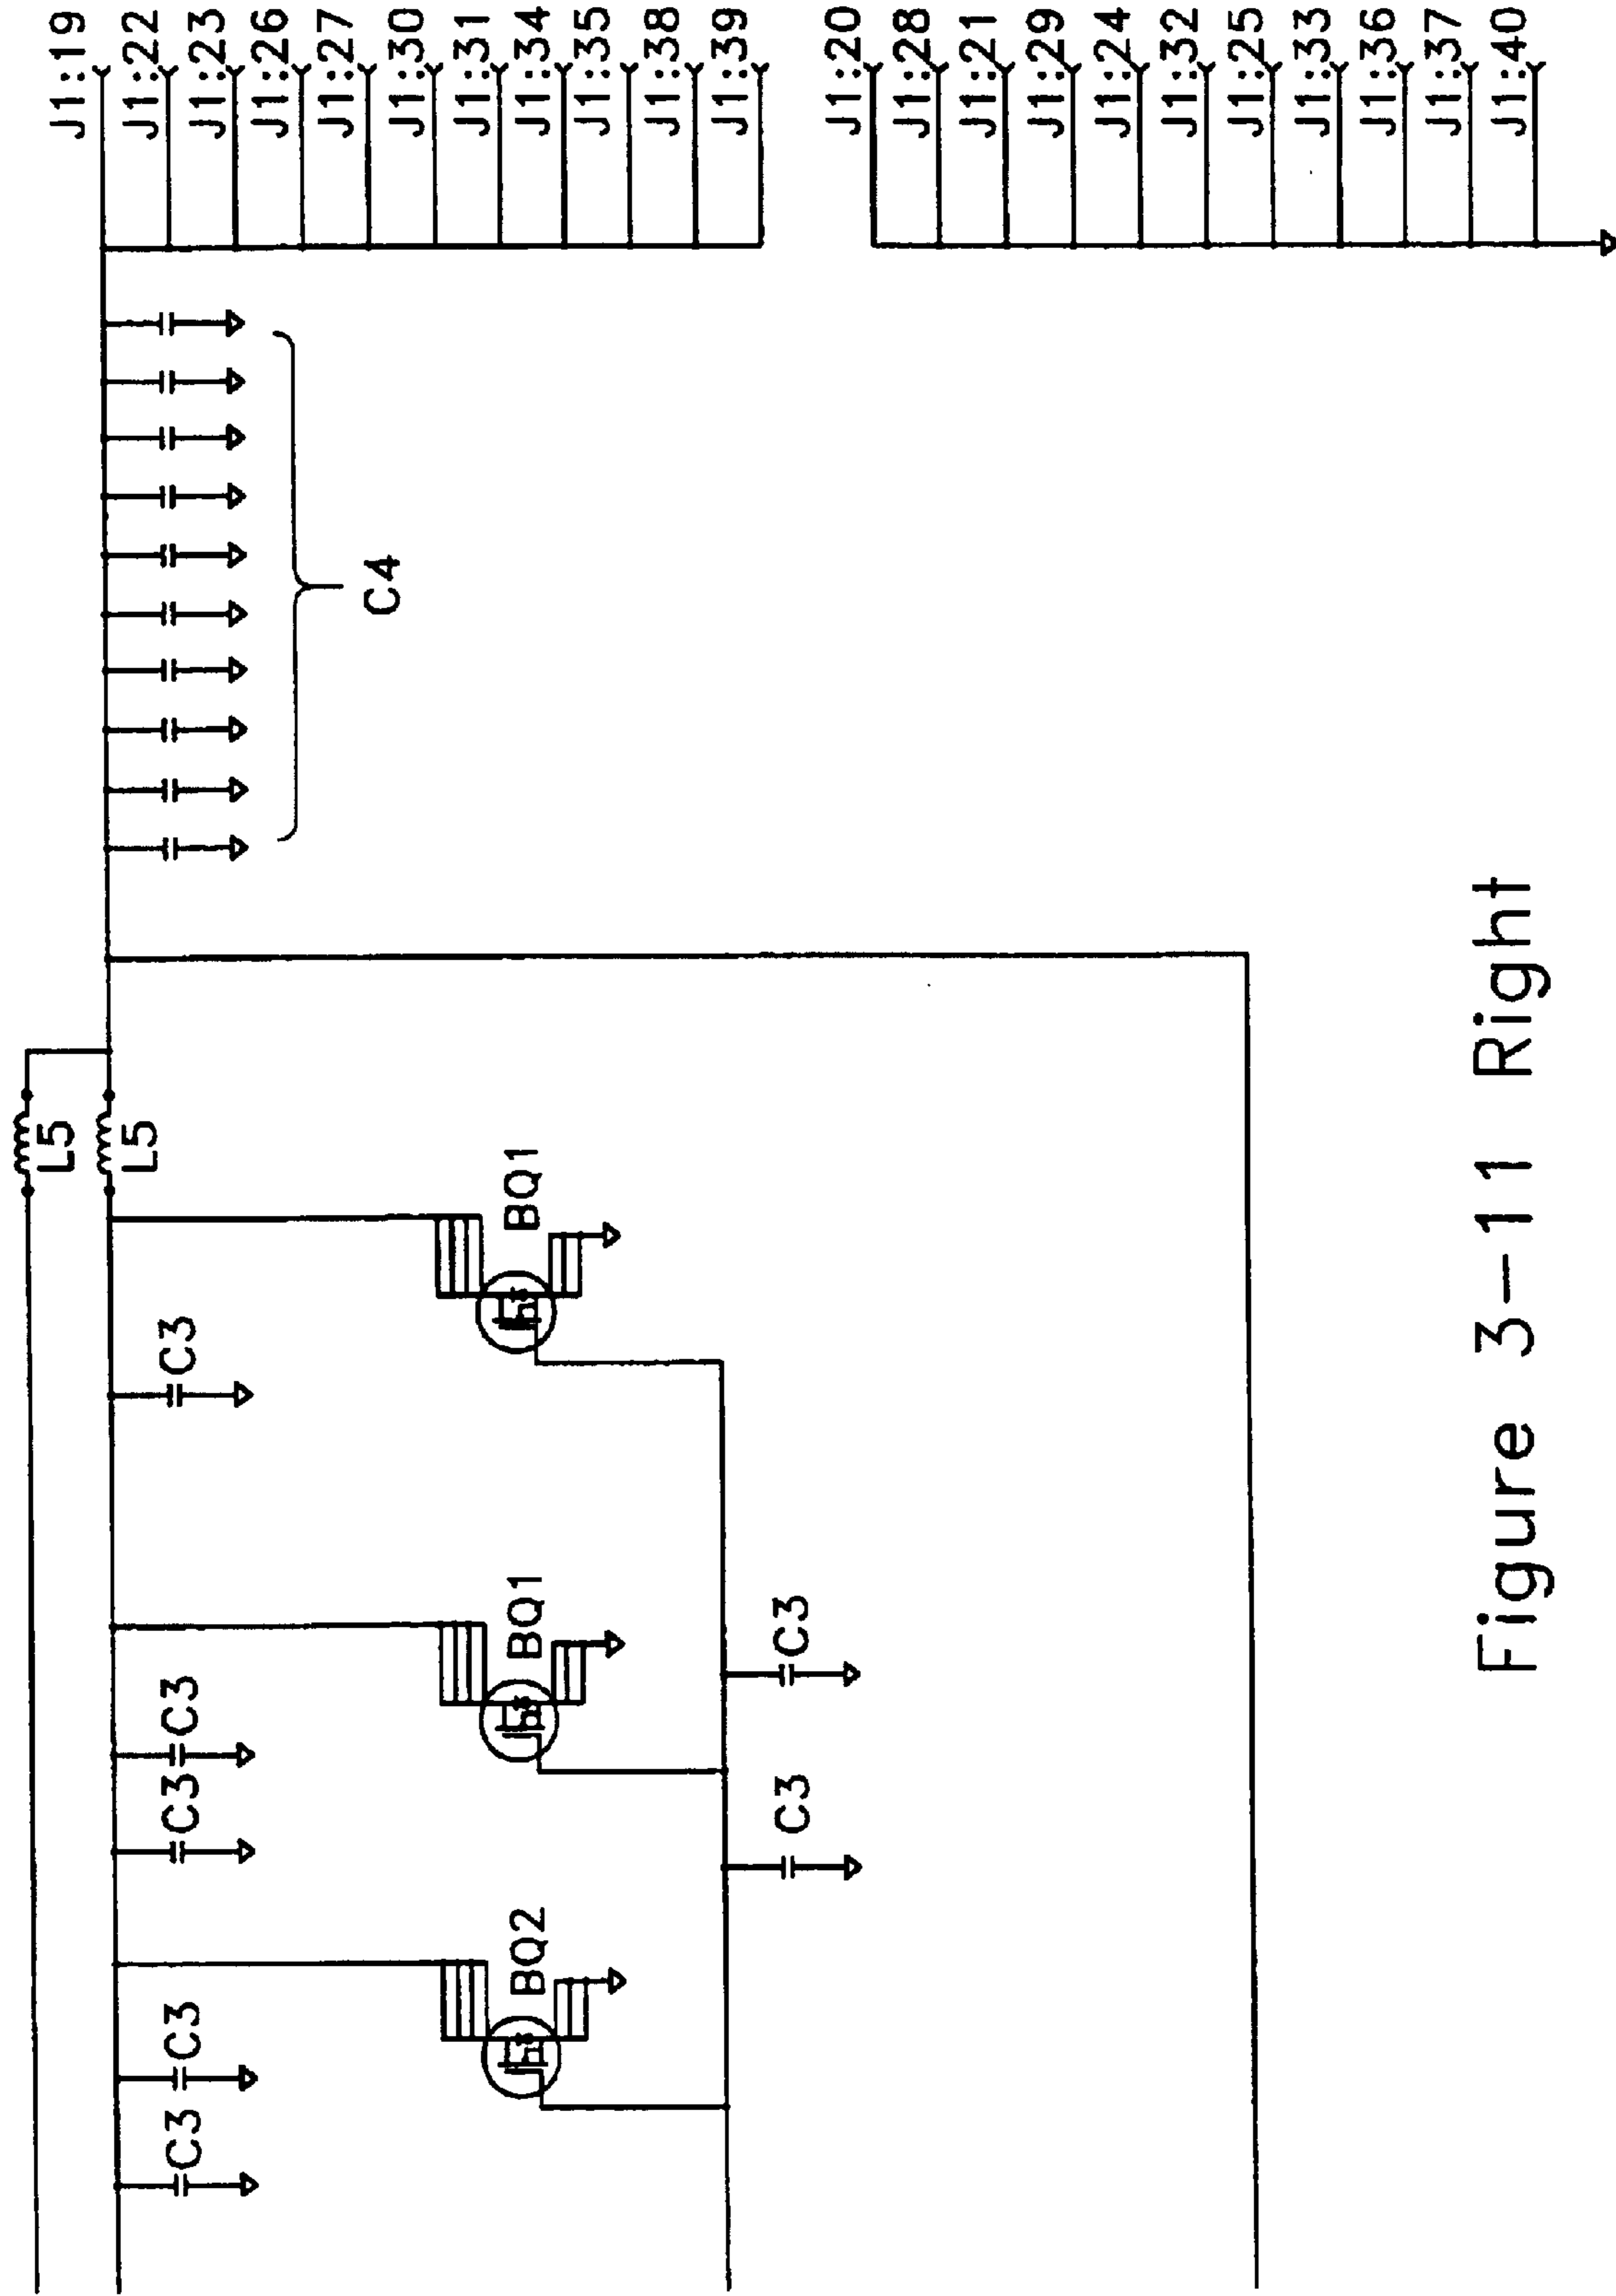 L5
L5
C3
C3
C3
C3
C3
BQ2
BQ1
BQ1
C3
C3
C4
J1:19
J1:22
J1:23
J1:26
J1:27
J1:30
J1:31
J1:34
J1:35
J1:38
J1:39
J1:20
J1:28
J1:21
J1:29
J1:24
J1:32
J1:25
J1:33
J1:36
J1:37
J1:40
Figure 3-11 Right